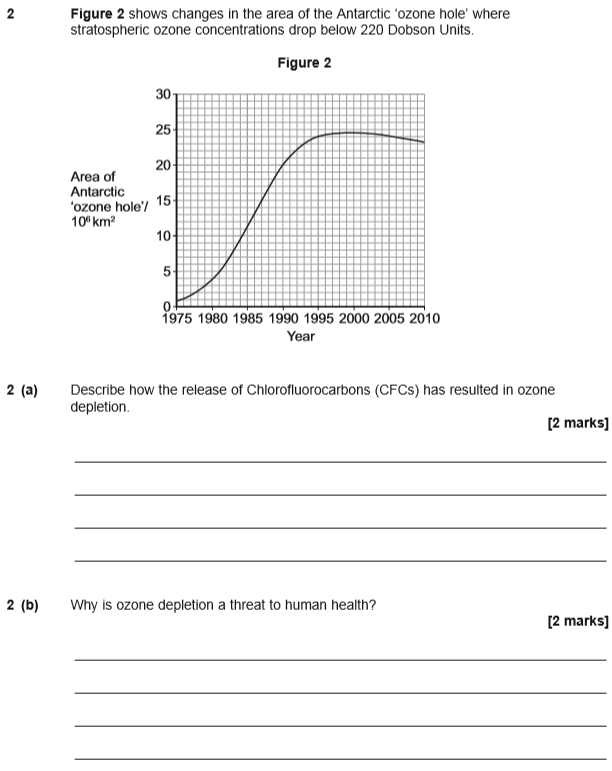 2 Figure 2 shows changes in the area of the Antarctic ‘ozone hole’ where
stratospheric ozone concentrations drop below 220 Dobson Units.
Figure 2
30
25
20
15
10
5
0
Area of
Antarctic
‘ozone hole’/
10⁶ km²
1975 1980 1985 1990 1995 2000 2005 2010
Year
2 (a) Describe how the release of Chlorofluorocarbons (CFCs) has resulted in ozone
depletion.
[2 marks]
2 (b) Why is ozone depletion a threat to human health?
[2 marks]